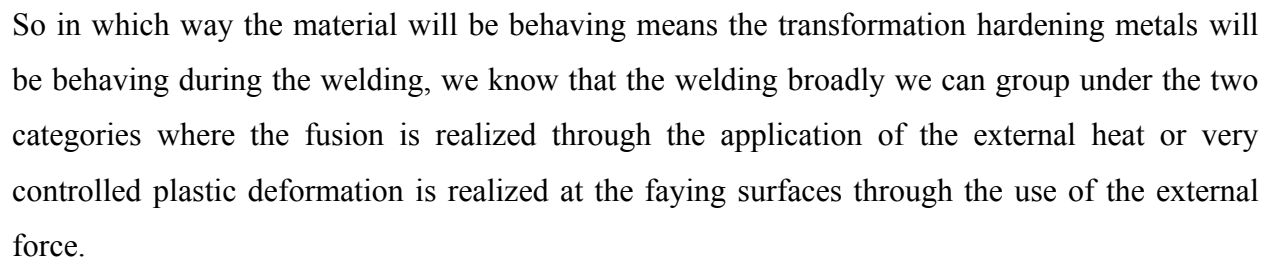 So in which way the material will be behaving means the transformation hardening metals will
be behaving during the welding, we know that the welding broadly we can group under the two
categories where the fusion is realized through the application of the external heat or very
controlled plastic deformation is realized at the faying surfaces through the use of the external
force.